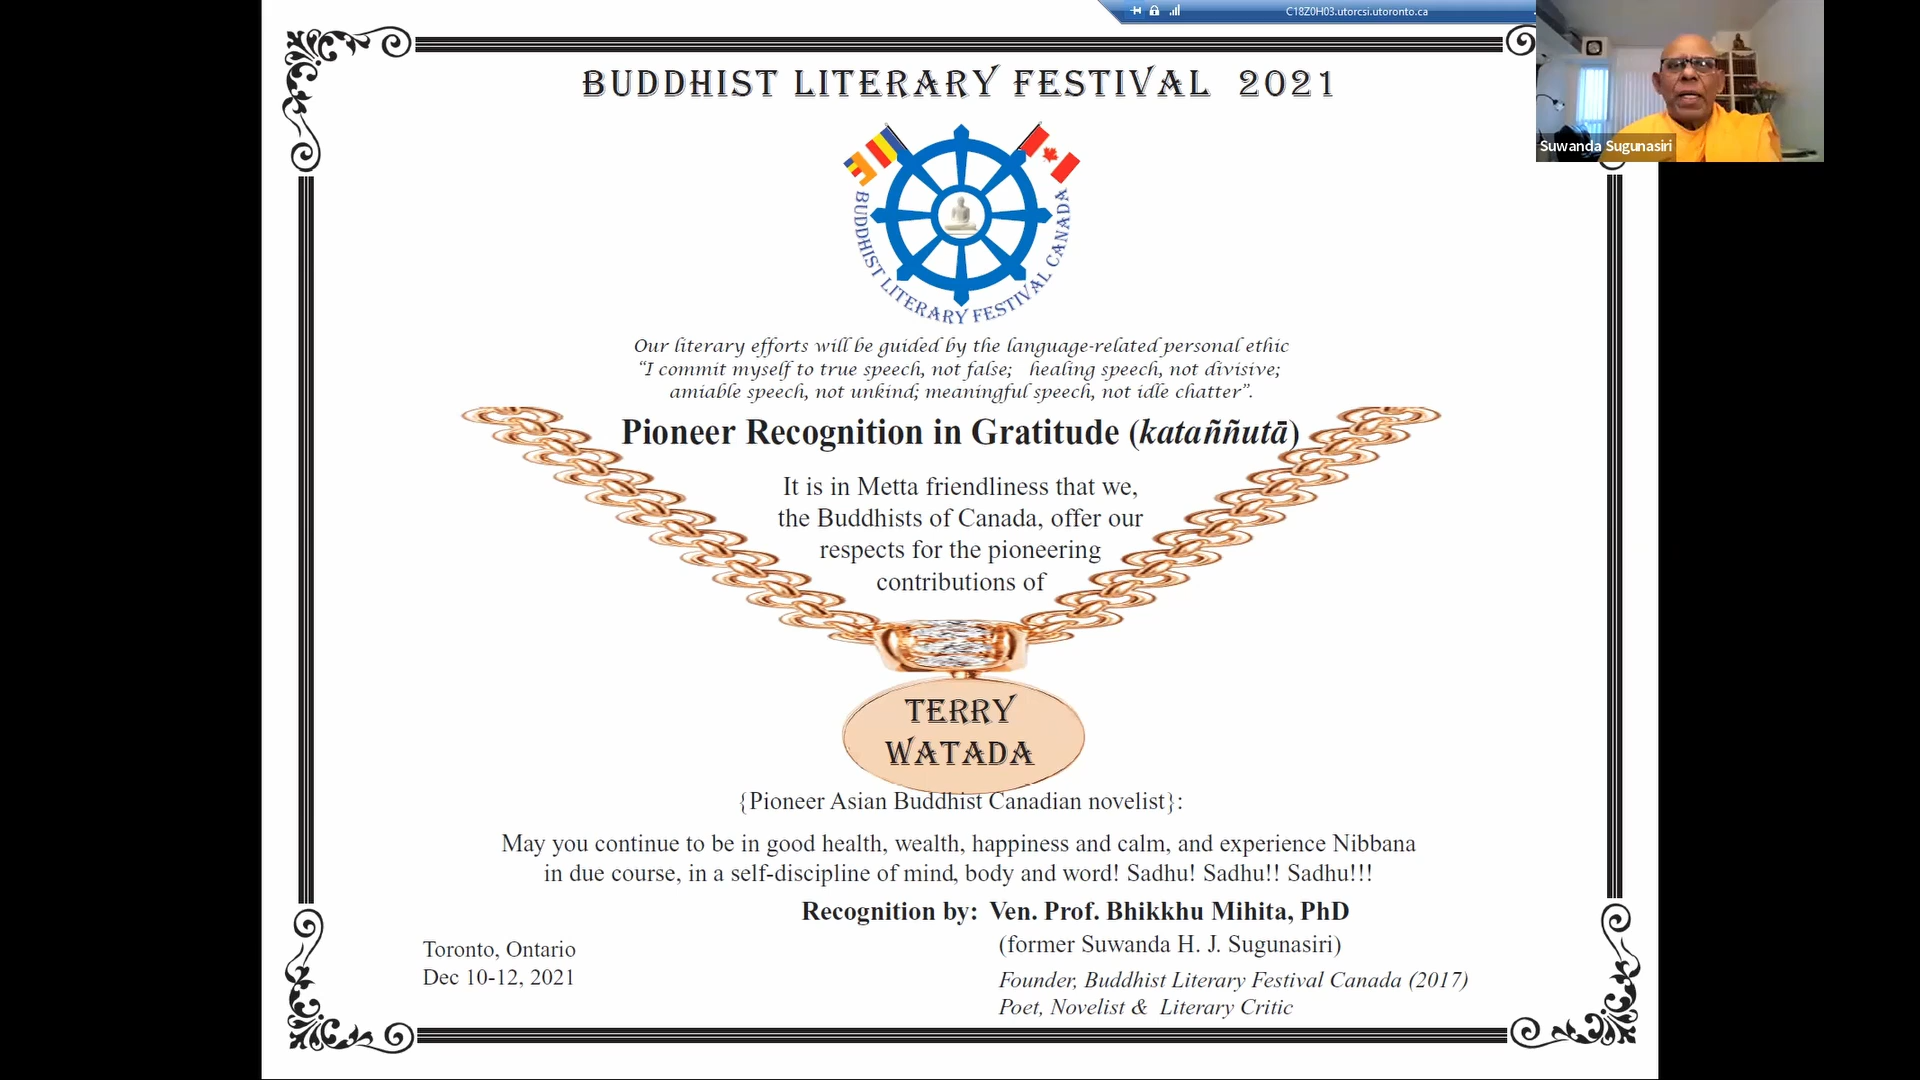 C18Z0H03.utorcsi.utoronto.ca
BUDDHIST LITERARY FESTIVAL 2021
Suwanda Sugunasiri
BUDDHIST LITERARY FESTIVAL CANADA
Our literary efforts will be guided by the language-related personal ethic
“I commit myself to true speech, not false; healing speech, not divisive;
amiable speech, not unkind; meaningful speech, not idle chatter”.
Pioneer Recognition in Gratitude (kataññutā)
It is in Metta friendliness that we,
the Buddhists of Canada, offer our
respects for the pioneering
contributions of
TERRY
WATADA
{Pioneer Asian Buddhist Canadian novelist}:
May you continue to be in good health, wealth, happiness and calm, and experience Nibbana
in due course, in a self-discipline of mind, body and word! Sadhu! Sadhu!! Sadhu!!!
Recognition by: Ven. Prof. Bhikkhu Mihita, PhD
(former Suwanda H. J. Sugunasiri)
Founder, Buddhist Literary Festival Canada (2017)
Poet, Novelist & Literary Critic
Toronto, Ontario
Dec 10-12, 2021